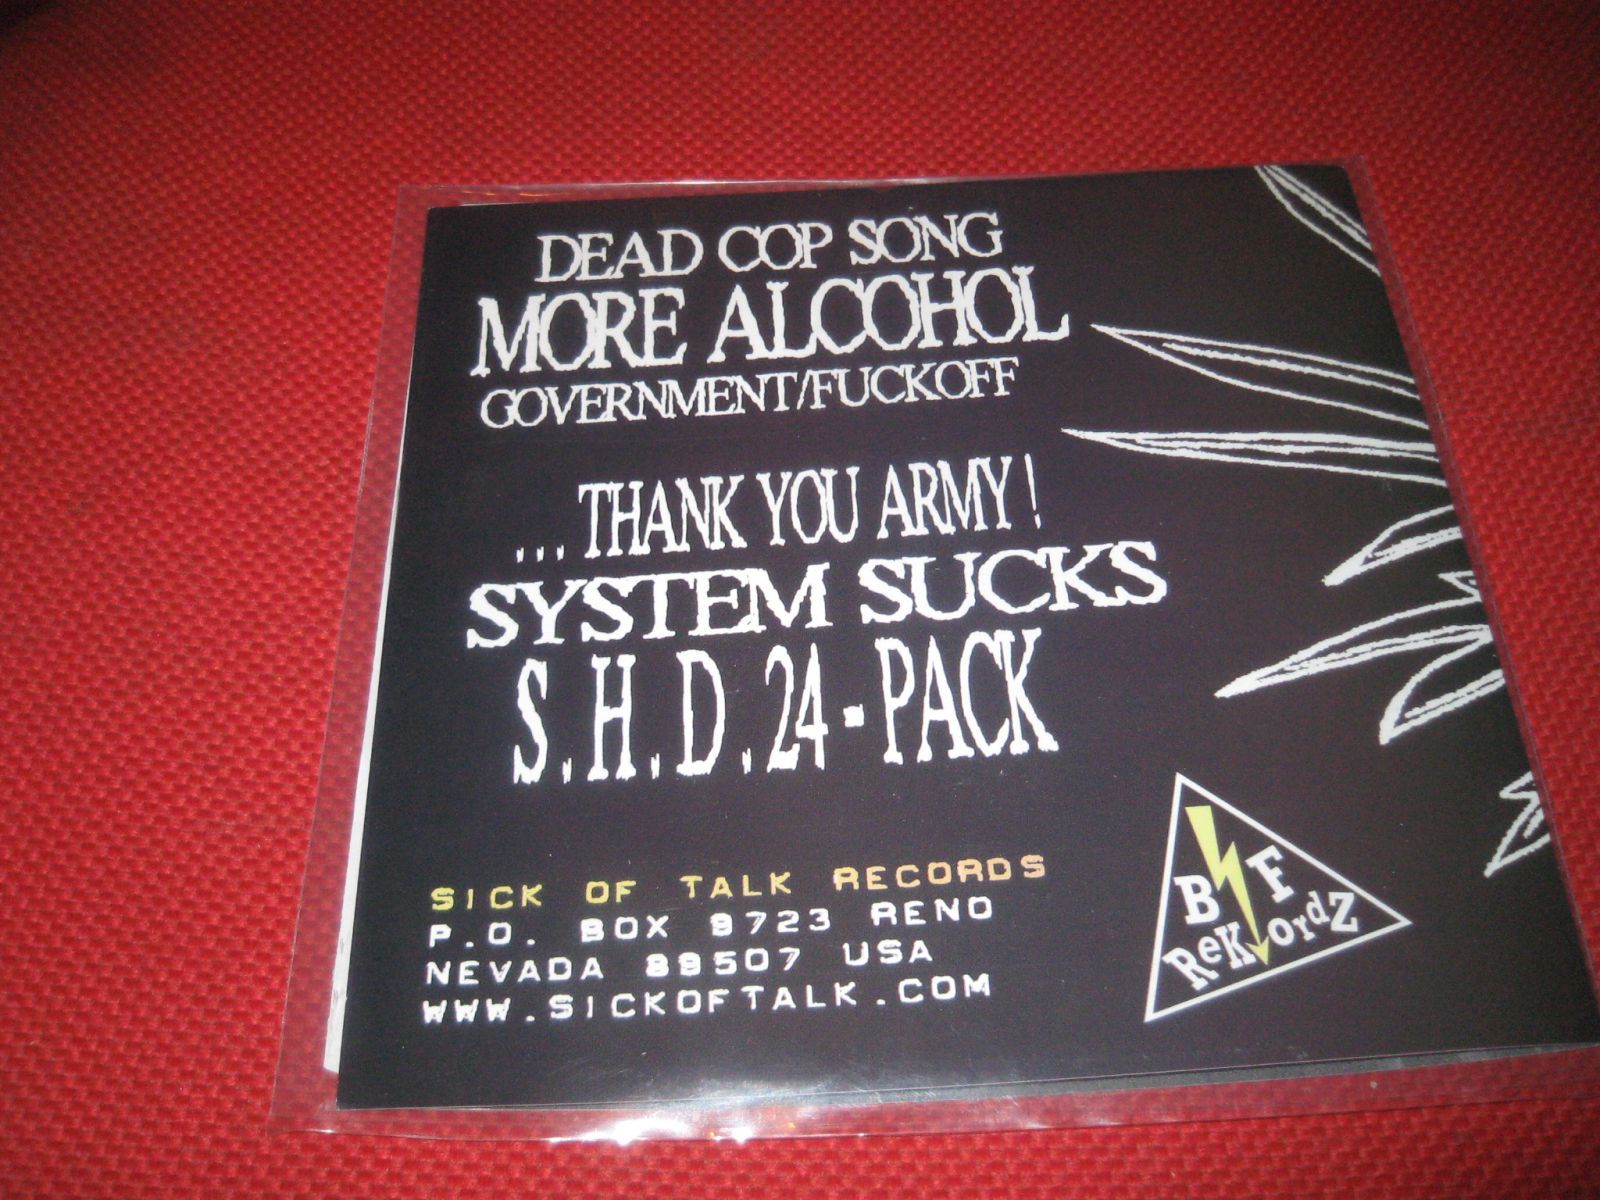 DEAD COP SONG
MORE ALCOHOL
GOVERNMENT/FUCKOFF
...THANK YOU ARMY!
SYSTEM SUCKS
S.H.D.24-PACK
SICK OF TALK RECORDS
P.O. BOX 9723 RENO
NEVADA 89507 USA
WWW.SICKOFTALK.COM
B F
ReKordZ